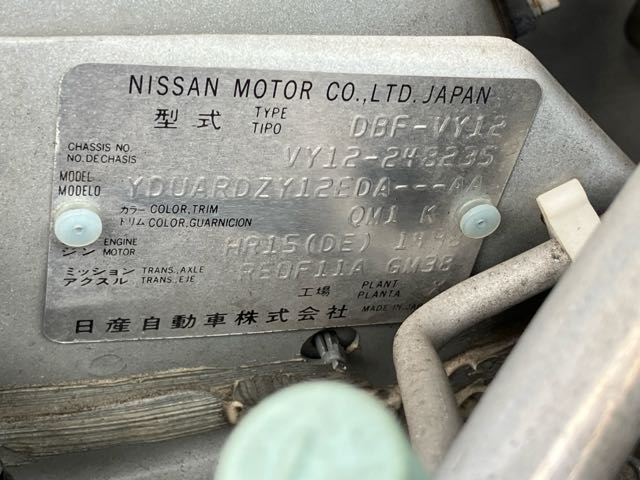 NISSAN MOTOR CO.,LTD. JAPAN
型式 TYPE TIPO DBF-VY12
CHASSIS NO. NO. DE CHASIS VY12-248235
MODEL MODELO YDUARDZY12EDA---AA
カラー COLOR, TRIM トリム COLOR, GUARNICION QM1 K
ジン ENGINE MOTOR HR15(DE)
ミッション アクスル TRANS., AXLE TRANS., EJE RE0F11A GM38
工場 PLANT PLANTA
日産自動車株式会社 MADE IN